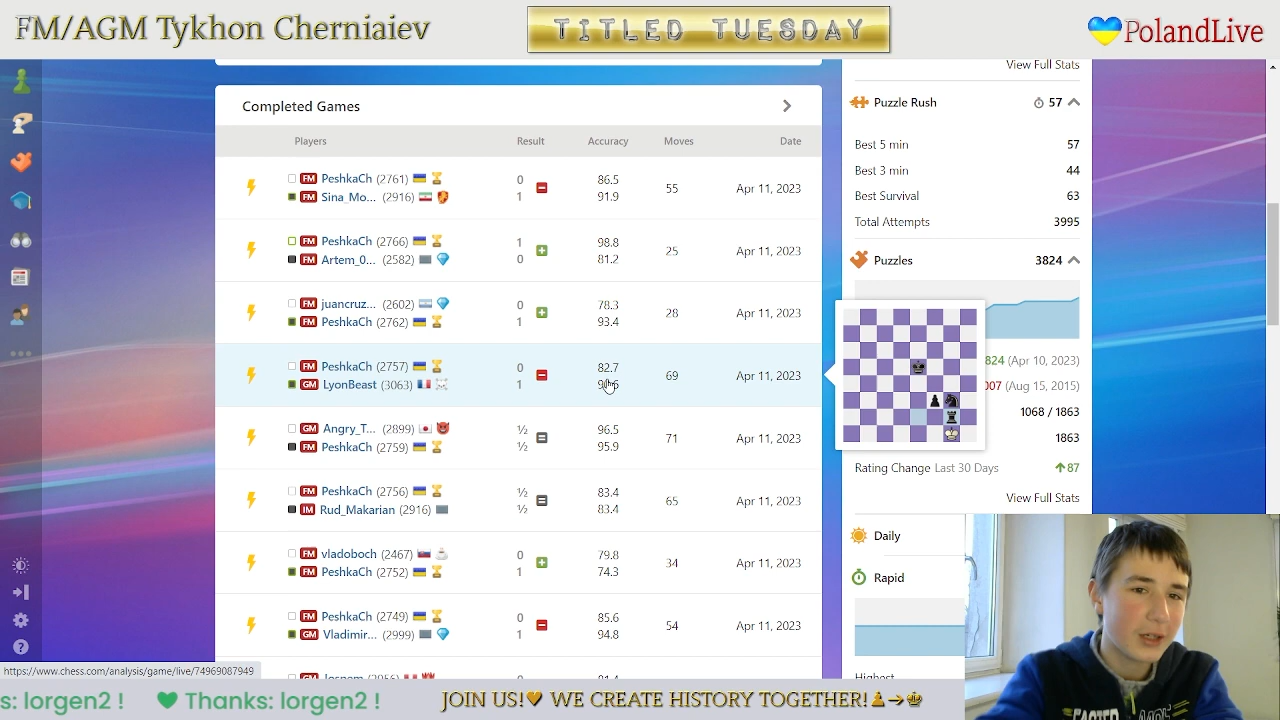 FM/AGM Tykhon Cherniaiev
TITLED TUESDAY
PolandLive
Completed Games
Players Result Accuracy Moves Date
FM PeshkaCh (2761) 0 86.5
FM Sina_Mo... (2916) 1 91.9
55 Apr 11, 2023
FM PeshkaCh (2766) 1 98.8
FM Artem_0... (2582) 0 81.2
25 Apr 11, 2023
FM juancruz... (2602) 0 78.3
FM PeshkaCh (2762) 1 93.4
28 Apr 11, 2023
FM PeshkaCh (2757) 0 82.7
GM LyonBeast (3063) 1
69 Apr 11, 2023
GM Angry_T... (2899) ½ 96.5
FM PeshkaCh (2759) ½ 95.9
71 Apr 11, 2023
FM PeshkaCh (2756) ½ 83.4
IM Rud_Makarian (2916) ½ 83.4
65 Apr 11, 2023
FM vladoboch (2467) 0 79.8
FM PeshkaCh (2752) 1 74.3
34 Apr 11, 2023
FM PeshkaCh (2749) 0 85.6
GM Vladimir... (2999) 1 94.8
54 Apr 11, 2023
View Full Stats
Puzzle Rush 57
Best 5 min 57
Best 3 min 44
Best Survival 63
Total Attempts 3995
Puzzles 3824
824 (Apr 10, 2023)
007 (Aug 15, 2015)
1068 / 1863
1863
Rating Change Last 30 Days 87
View Full Stats
Daily
Rapid
Highest
https://www.chess.com/analysis/game/live/74969087949
s: lorgen2 ! Thanks: lorgen2 !
JOIN US! WE CREATE HISTORY TOGETHER!